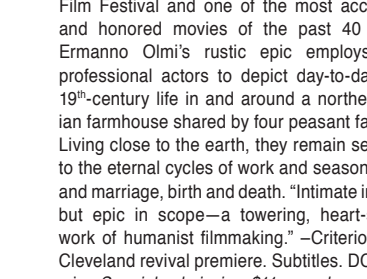 Film Festival and one of the most acc
and honored movies of the past 40
Ermanno Olmi's rustic epic employs
professional actors to depict day-to-da
19th-century life in and around a northe
ian farmhouse shared by four peasant fa
Living close to the earth, they remain se
to the eternal cycles of work and season
and marriage, birth and death. “Intimate i
but epic in scope—a towering, heart-
work of humanist filmmaking.” –Criterio
Cleveland revival premiere. Subtitles. DC